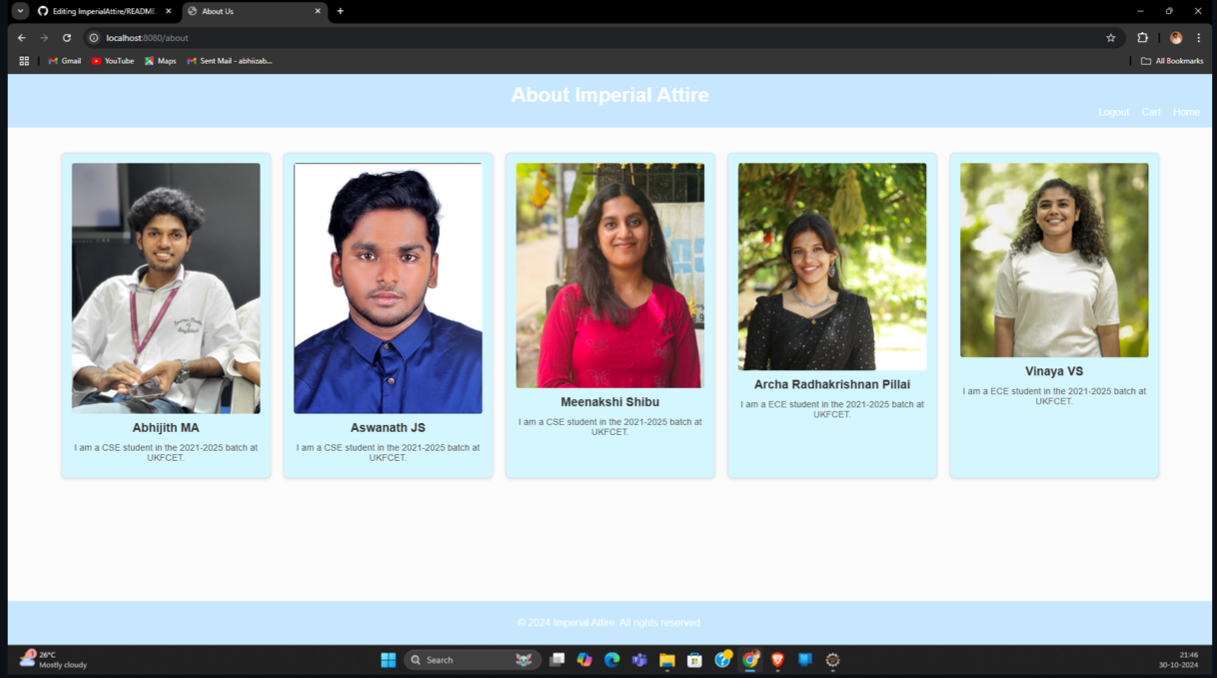 Editing ImperialAttire/README.
About Us
localhost:8080/about
Gmail
YouTube
Maps
Sent Mail - abhiizab...
All Bookmarks
About Imperial Attire
Logout
Cart
Home
Abhijith MA
I am a CSE student in the 2021-2025 batch at
UKFCET.
Aswanath JS
I am a CSE student in the 2021-2025 batch at
UKFCET.
Meenakshi Shibu
I am a CSE student in the 2021-2025 batch at
UKFCET.
Archa Radhakrishnan Pillai
I am a ECE student in the 2021-2025 batch at
UKFCET.
Vinaya VS
I am a ECE student in the 2021-2025 batch at
UKFCET.
© 2024 Imperial Attire. All rights reserved.
1
26°C
Mostly cloudy
Search
21:46
30-10-2024